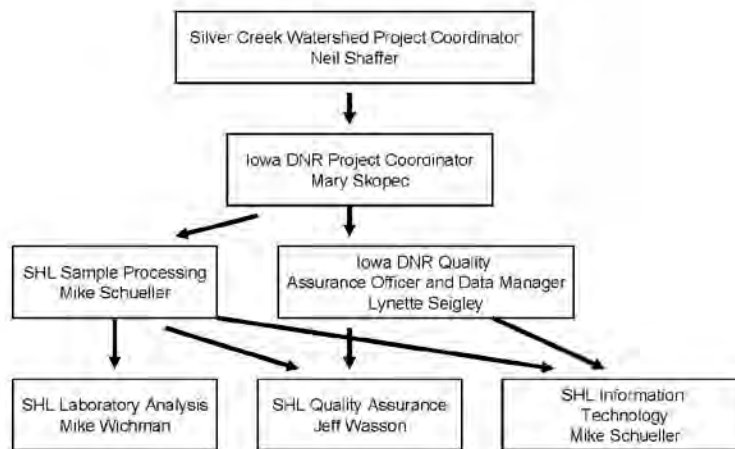 Silver Creek Watershed Project Coordinator
Neil Shaffer
Iowa DNR Project Coordinator
Mary Skopec
SHL Sample Processing
Mike Schueller
Iowa DNR Quality
Assurance Officer and Data Manager
Lynette Seigley
SHL Laboratory Analysis
Mike Wichman
SHL Quality Assurance
Jeff Wasson
SHL Information
Technology
Mike Schueller